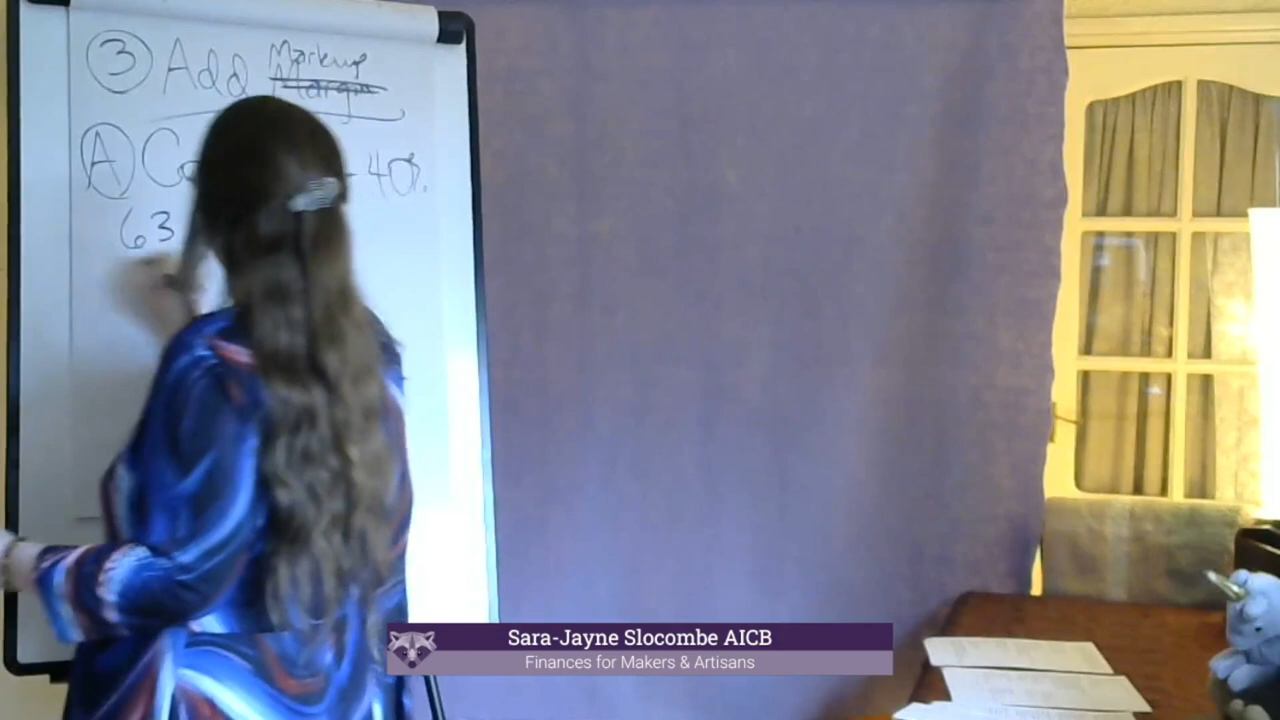 ③ Add Markup
Margin
Ⓐ 40%
63
Sara-Jayne Slocombe AICB
Finances for Makers & Artisans